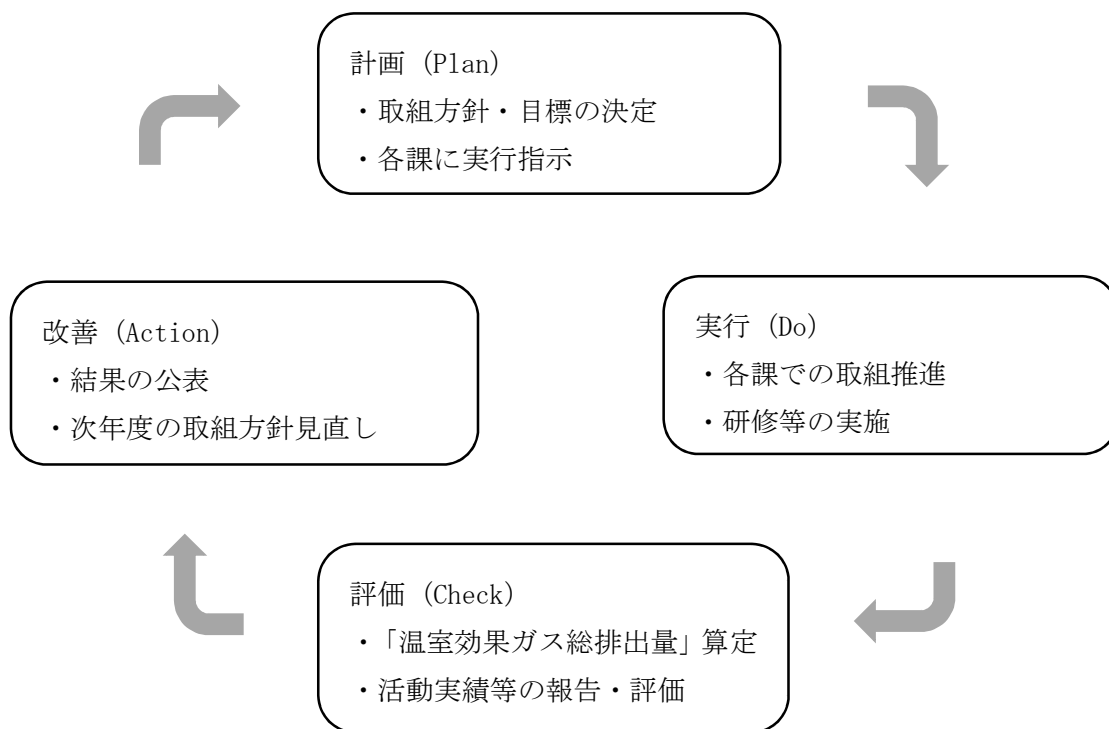 計画 (Plan)
・取組方針・目標の決定
・各課に実行指示
改善 (Action)
・結果の公表
・次年度の取組方針見直し
実行 (Do)
・各課での取組推進
・研修等の実施
評価 (Check)
・「温室効果ガス総排出量」算定
・活動実績等の報告・評価